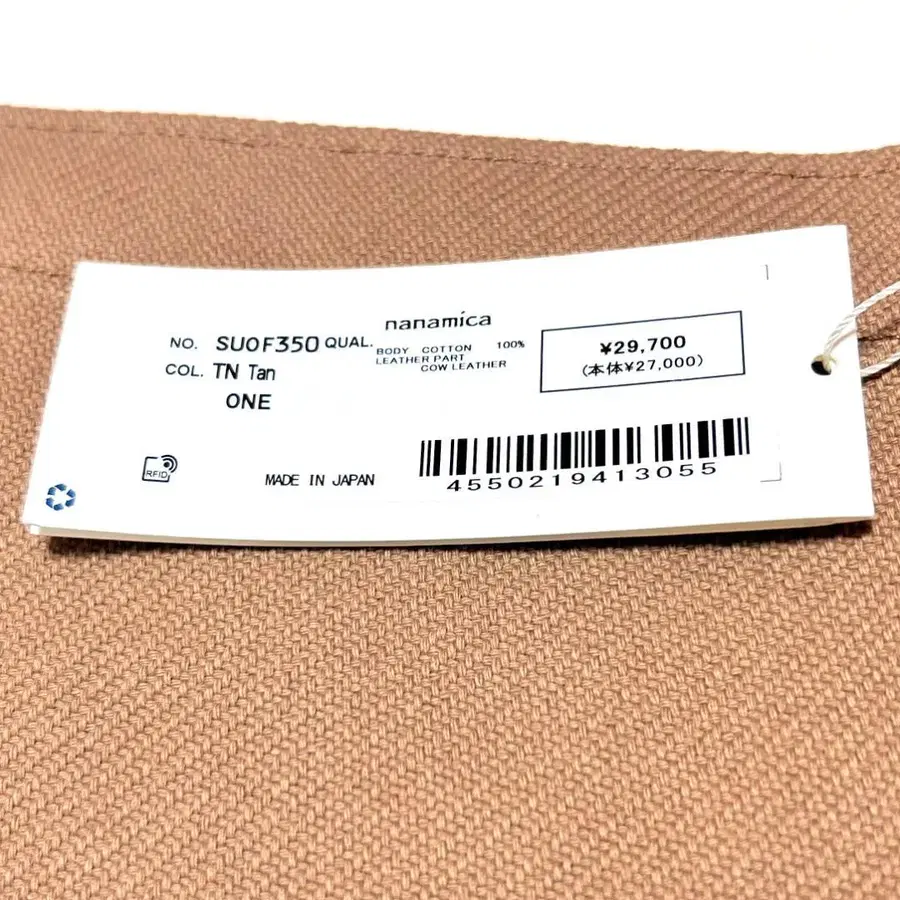 nanamica
NO. SUOF350 QUAL.
BODY COTTON 100%
LEATHER PART
COW LEATHER
COL. TN Tan
ONE
¥29,700
(本体¥27,000)
RFID
MADE IN JAPAN
4550219413055